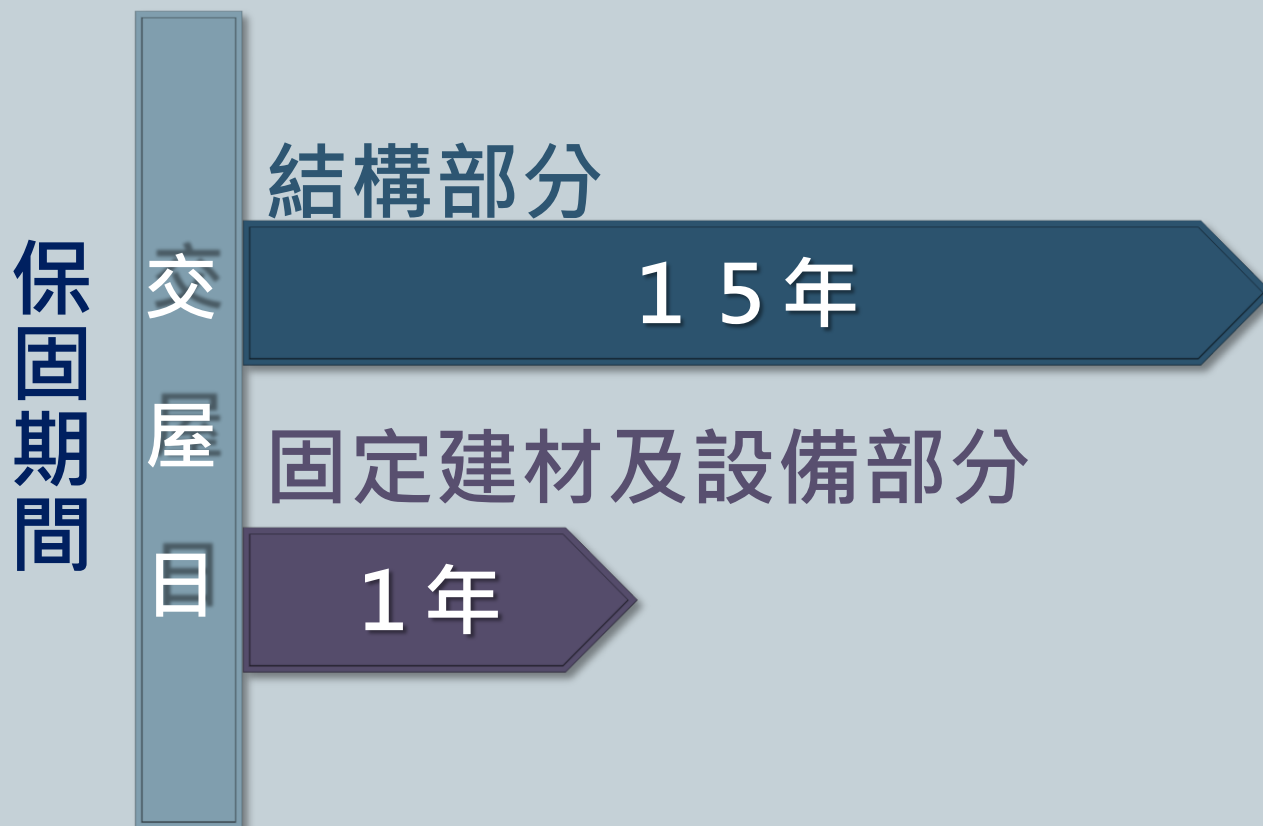 保固期間
交屋日
結構部分
１５年
固定建材及設備部分
１年